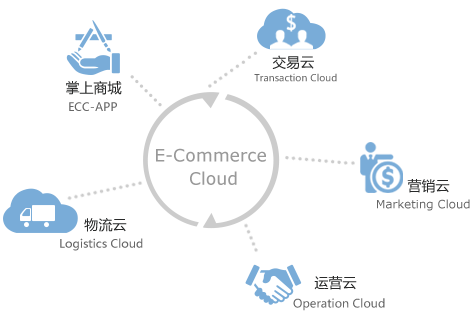 交易云
Transaction Cloud
掌上商城
ECC-APP
E-Commerce
Cloud
营销云
Marketing Cloud
物流云
Logistics Cloud
运营云
Operation Cloud